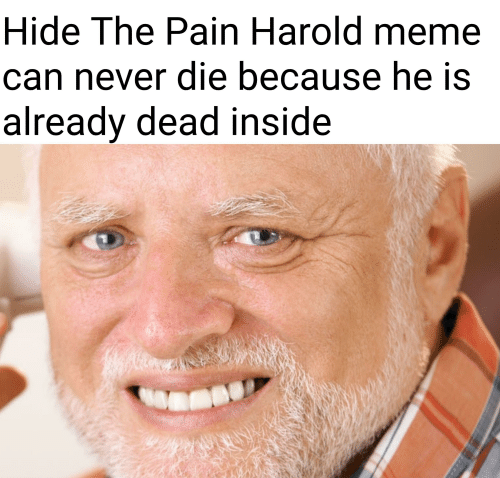 Hide The Pain Harold meme
can never die because he is
already dead inside